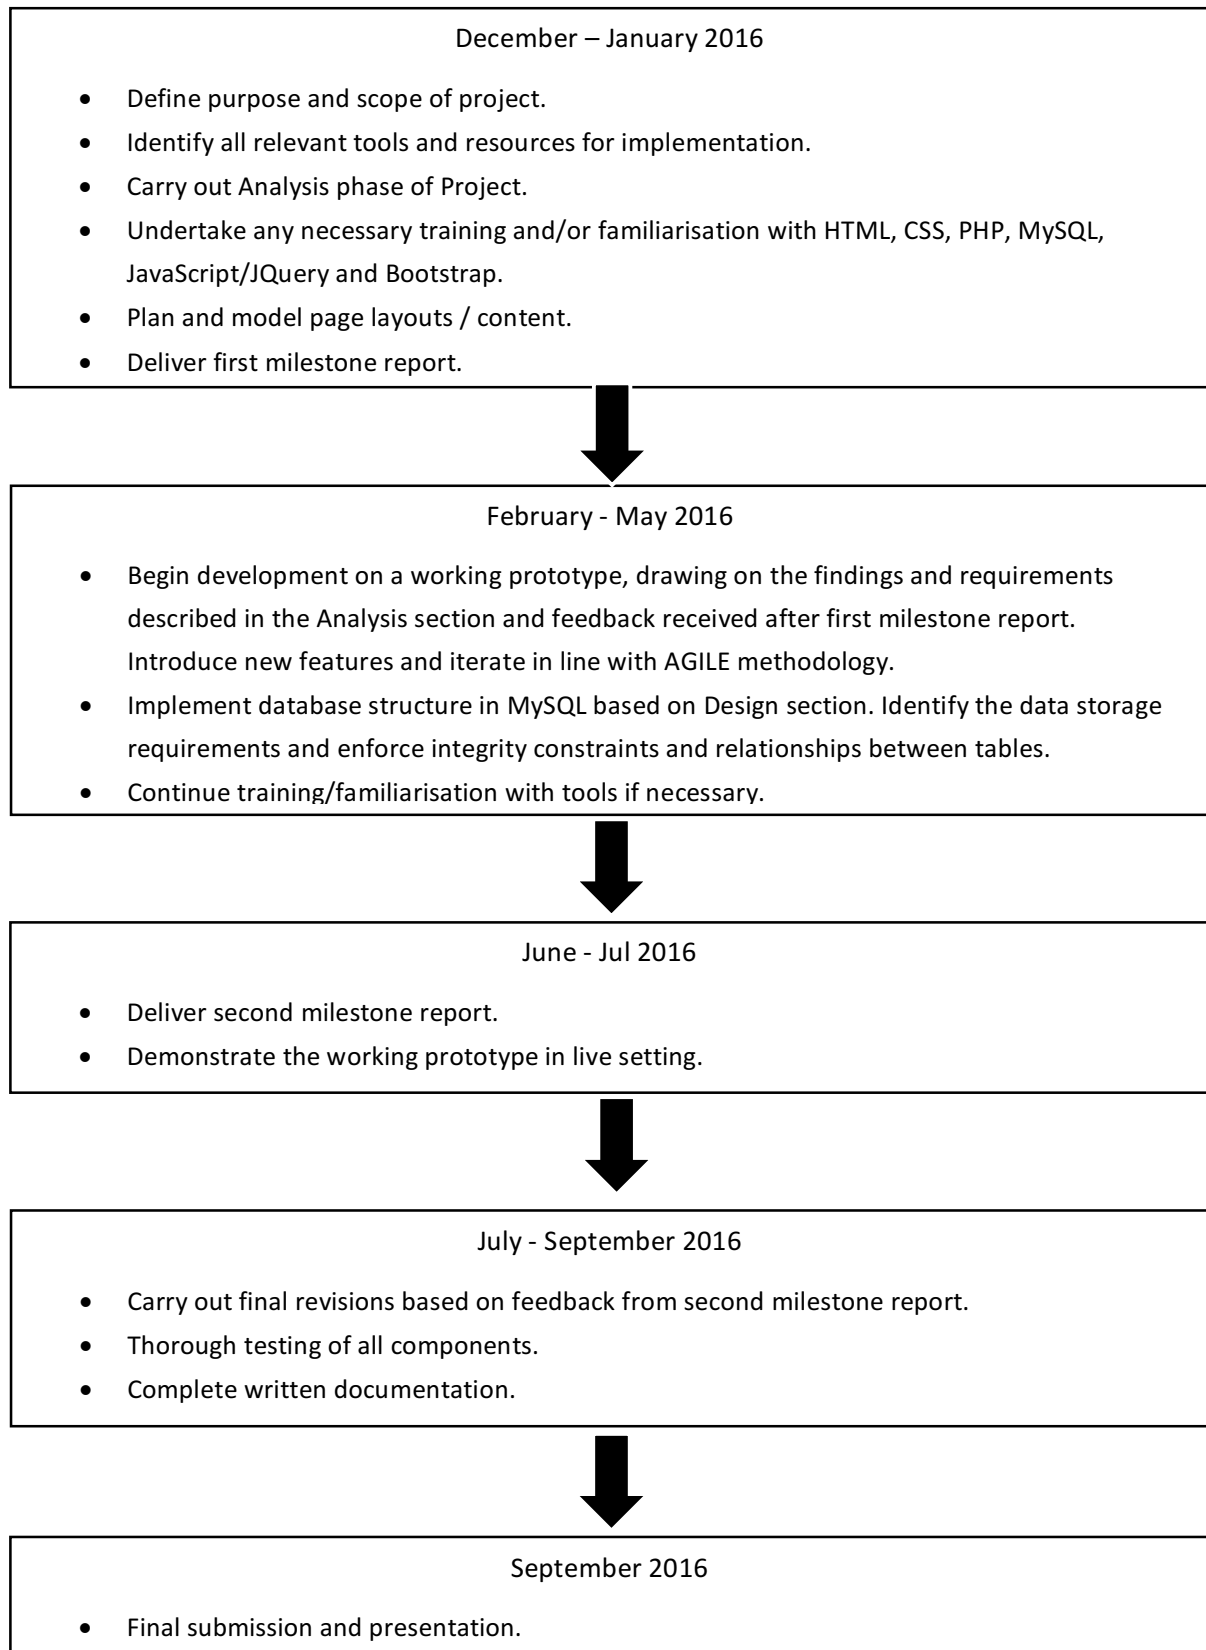 December – January 2016
• Define purpose and scope of project.
• Identify all relevant tools and resources for implementation.
• Carry out Analysis phase of Project.
• Undertake any necessary training and/or familiarisation with HTML, CSS, PHP, MySQL,
JavaScript/JQuery and Bootstrap.
• Plan and model page layouts / content.
• Deliver first milestone report.
February - May 2016
• Begin development on a working prototype, drawing on the findings and requirements
described in the Analysis section and feedback received after first milestone report.
Introduce new features and iterate in line with AGILE methodology.
• Implement database structure in MySQL based on Design section. Identify the data storage
requirements and enforce integrity constraints and relationships between tables.
• Continue training/familiarisation with tools if necessary.
June - Jul 2016
• Deliver second milestone report.
• Demonstrate the working prototype in live setting.
July - September 2016
• Carry out final revisions based on feedback from second milestone report.
• Thorough testing of all components.
• Complete written documentation.
September 2016
• Final submission and presentation.